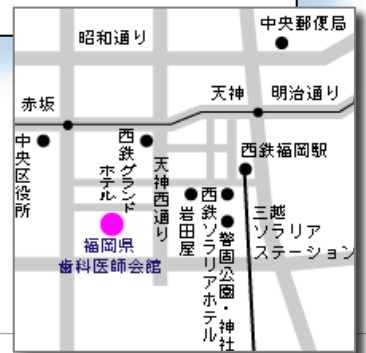 中央郵便局
昭和通り
天神
明治通り
赤坂
中央区役所
西鉄グランド
ホテル
天神西通り
西鉄福岡駅
岩田屋
西鉄ソラリアホテル
警固公園・神社
三越
ソラリア
ステーション
福岡県
歯科医師会館